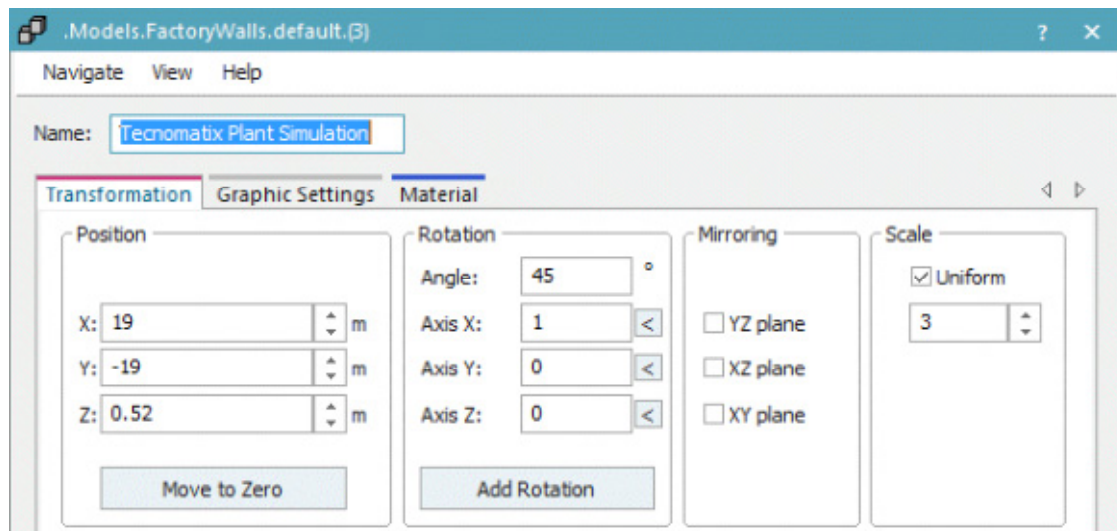 .Models.FactoryWalls.default.(3) ? ×
Navigate View Help
Name: Tecnomatix Plant Simulation
Transformation Graphic Settings Material
Position Rotation Mirroring Scale
Angle: 45 ° Uniform
X: 19 m Axis X: 1 < YZ plane 3
Y: -19 m Axis Y: 0 < XZ plane
Z: 0.52 m Axis Z: 0 < XY plane
Move to Zero Add Rotation